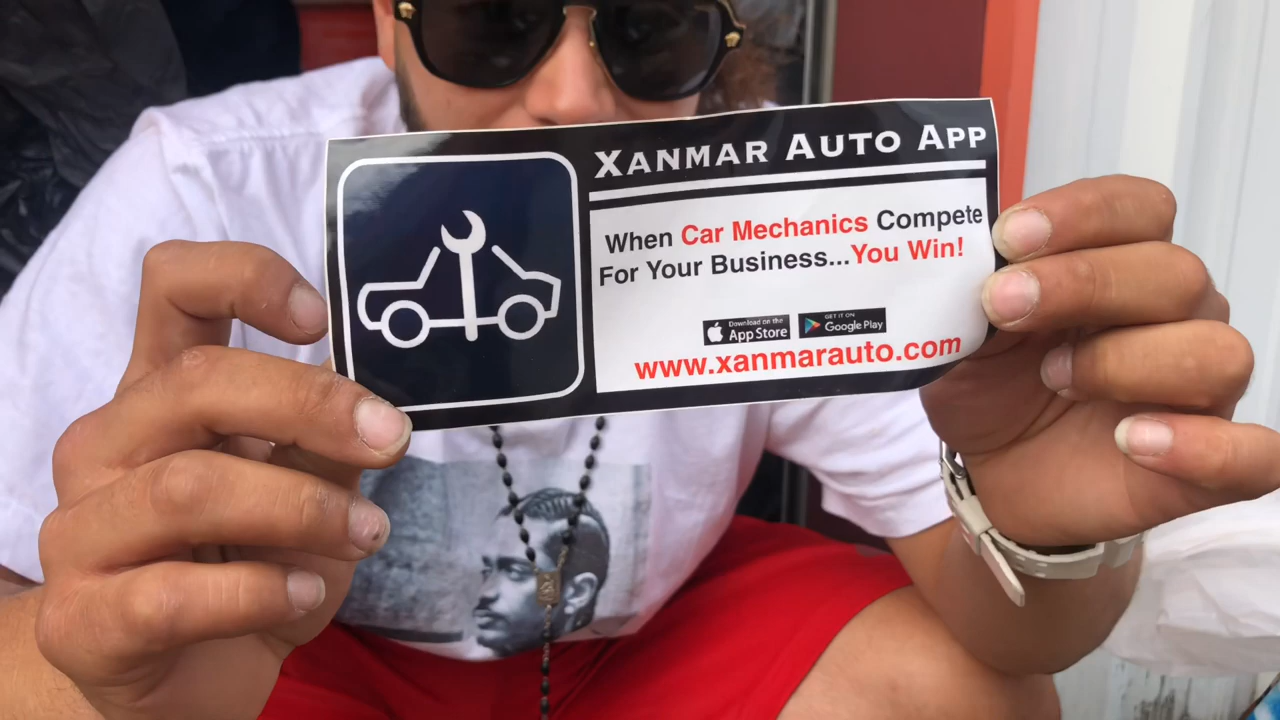 XANMAR AUTO APP
When Car Mechanics Compete
For Your Business...You Win!
Download on the
App Store
GET IT ON
Google Play
www.xanmarauto.com